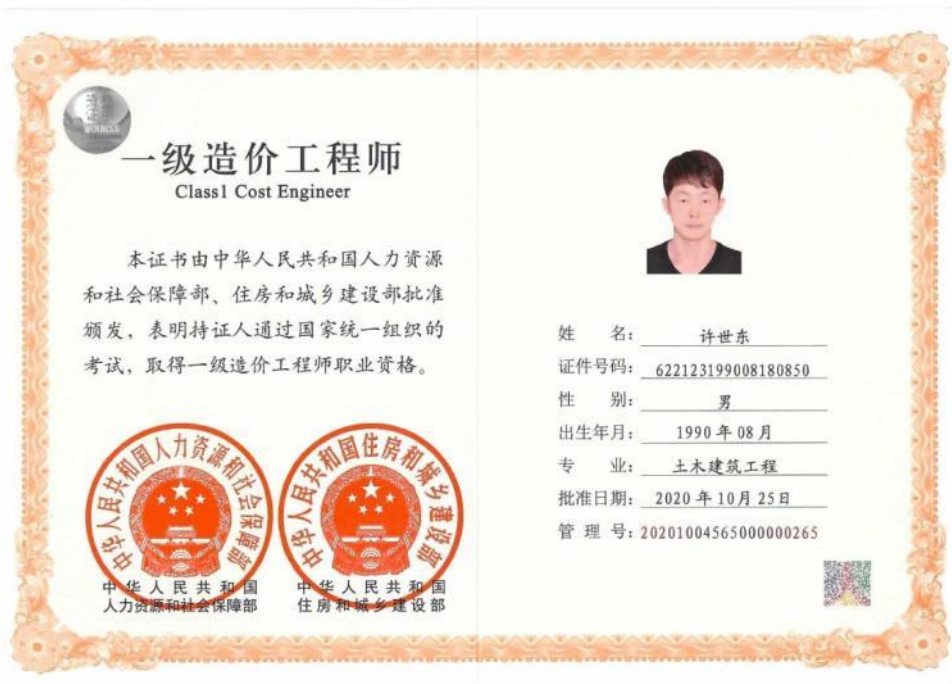 一级造价工程师
Class1 Cost Engineer
本证书由中华人民共和国人力资源
和社会保障部、住房和城乡建设部批准
颁发，表明持证人通过国家统一组织的
考试，取得一级造价工程师职业资格。
中华人民共和国人力资源和社会保障部
中华人民共和国住房和城乡建设部
中华人民共和国
人力资源和社会保障部
中华人民共和国
住房和城乡建设部
姓 名： 许世东
证件号码： 622123199008180850
性 别： 男
出生年月： 1990年08月
专 业： 土木建筑工程
批准日期： 2020年10月25日
管 理 号：20201004565000000265